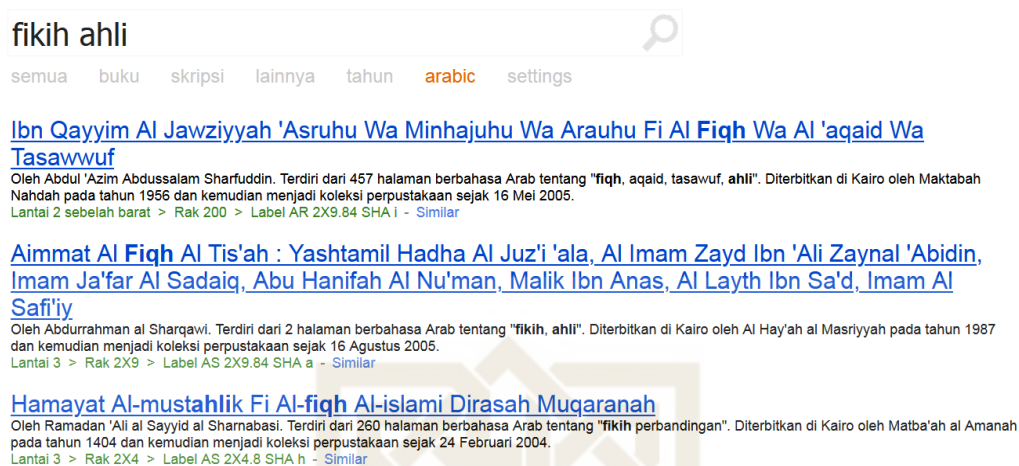 fikih ahli
semua buku skripsi lainnya tahun arabic settings
Ibn Qayyim Al Jawziyyah 'Asruhu Wa Minhajuhu Wa Arauhu Fi Al Fiqh Wa Al 'aqaid Wa
Tasawwuf
Oleh Abdul 'Azim Abdussalam Sharfuddin. Terdiri dari 457 halaman berbahasa Arab tentang "fiqh, aqaid, tasawuf, ahli". Diterbitkan di Kairo oleh Maktabah
Nahdah pada tahun 1956 dan kemudian menjadi koleksi perpustakaan sejak 16 Mei 2005.
Lantai 2 sebelah barat > Rak 200 > Label AR 2X9.84 SHA i - Similar
Aimmat Al Fiqh Al Tis'ah : Yashtamil Hadha Al Juz'i 'ala, Al Imam Zayd Ibn 'Ali Zaynal 'Abidin,
Imam Ja'far Al Sadaiq, Abu Hanifah Al Nu'man, Malik Ibn Anas, Al Layth Ibn Sa'd, Imam Al
Safi'iy
Oleh Abdurrahman al Sharqawi. Terdiri dari 2 halaman berbahasa Arab tentang "fikih, ahli". Diterbitkan di Kairo oleh Al Hay'ah al Masriyyah pada tahun 1987
dan kemudian menjadi koleksi perpustakaan sejak 16 Agustus 2005.
Lantai 3 > Rak 2X9 > Label AS 2X9.84 SHA a - Similar
Hamayat Al-mustahlik Fi Al-fiqh Al-islami Dirasah Muqaranah
Oleh Ramadan 'Ali al Sayyid al Sharnabasi. Terdiri dari 260 halaman berbahasa Arab tentang "fikih perbandingan". Diterbitkan di Kairo oleh Matba'ah al Amanah
pada tahun 1404 dan kemudian menjadi koleksi perpustakaan sejak 24 Februari 2004.
Lantai 3 > Rak 2X4 > Label AS 2X4.8 SHA h - Similar